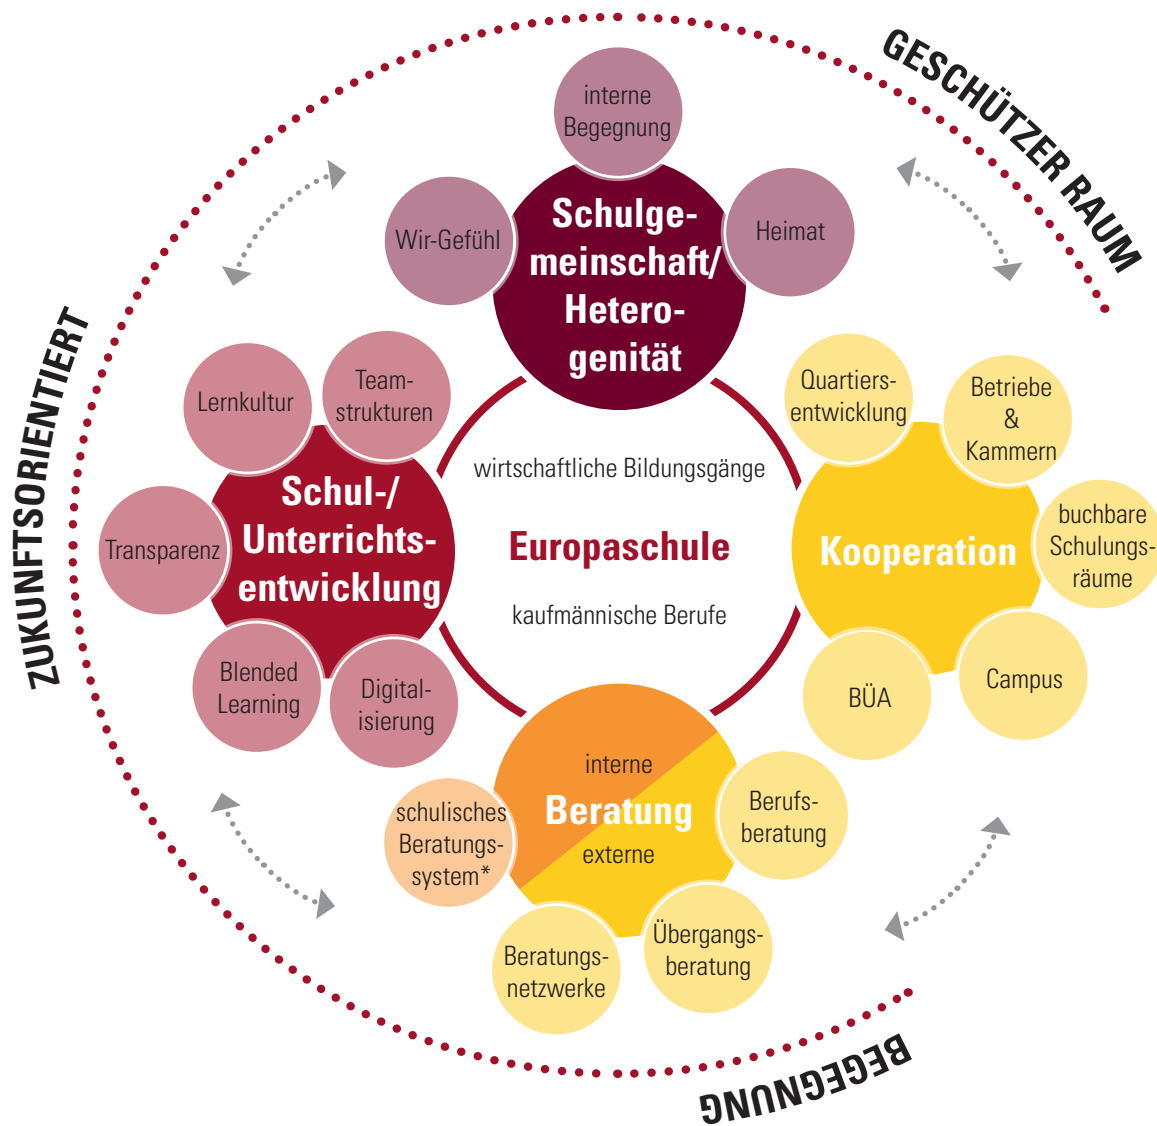 GESCHÜTZER RAUM
interne
Begegnung
Wir-Gefühl
Heimat
Schulge-
meinschaft/
Hetero-
genität
ZUKUNFTSORIENTIERT
Lernkultur
Team-
strukturen
Transparenz
Schul-/
Unterrichts-
entwicklung
Blended
Learning
Digital-
isierung
wirtschaftliche Bildungsgänge
Europaschule
kaufmännische Berufe
Quartiers-
entwicklung
Betriebe
&
Kammern
buchbare
Schulungs-
räume
Kooperation
BÜA
Campus
interne
Beratung
externe
schulisches
Beratungs-
system*
Berufs-
beratung
Beratungs-
netzwerke
Übergangs-
beratung
BEGEGNUNG